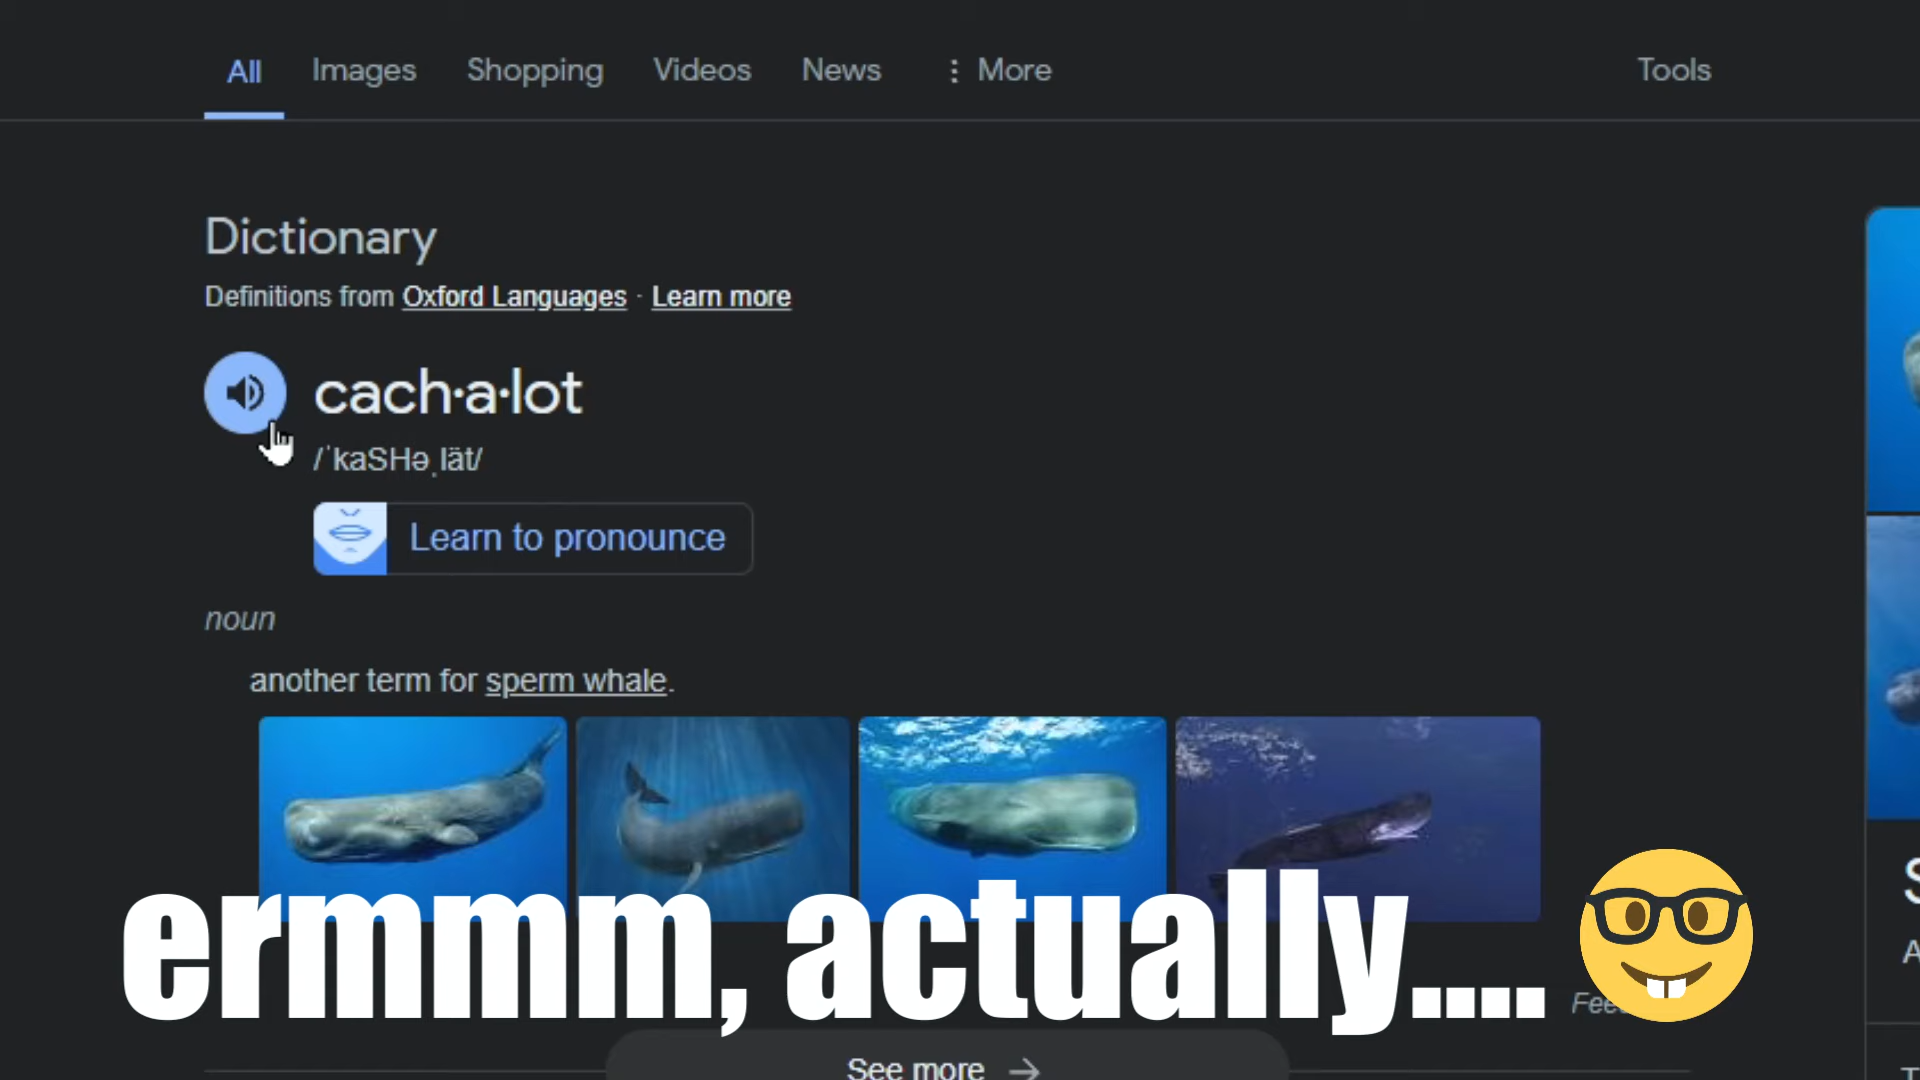 All Images Shopping Videos News More Tools
Dictionary
Definitions from Oxford Languages · Learn more
cach·a·lot
/ˈkaSHəˌlät/
Learn to pronounce
noun
another term for sperm whale.
ermmm, actually....
See more